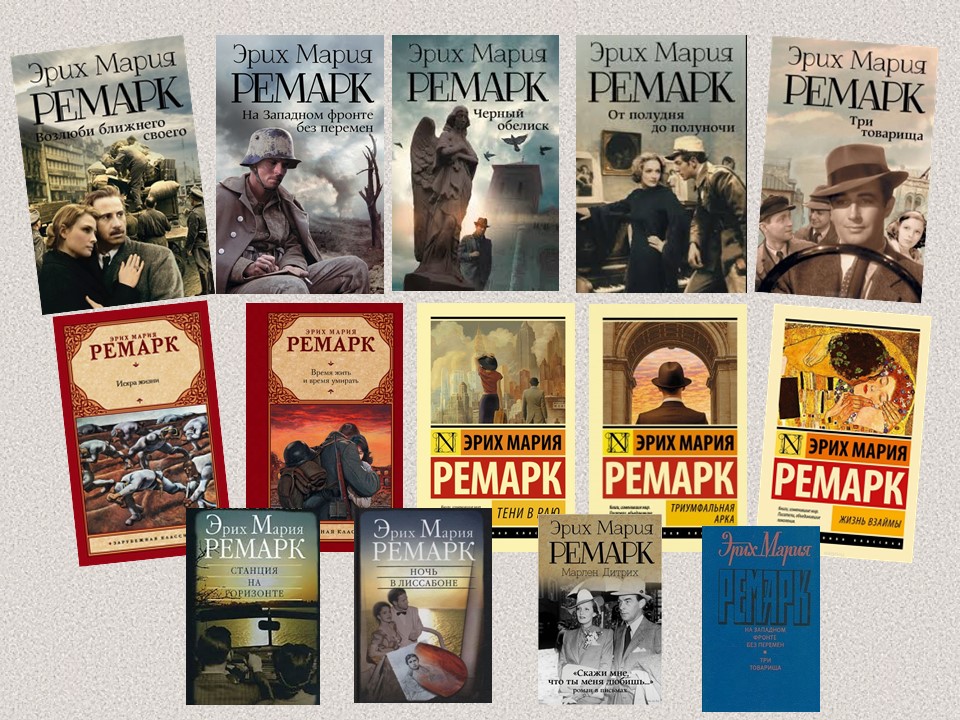 Эрих Мария
РЕМАРК
Возлюби ближнего
своего
Эрих Мария
РЕМАРК
На Западном фронте
без перемен
Эрих Мария
РЕМАРК
Черный
обелиск
Эрих Мария
РЕМАРК
От полудня
до полуночи
Эрих Мария
РЕМАРК
Три
товарища
ЭРИХ МАРИЯ
РЕМАРК
Искра жизни
ЭРИХ МАРИЯ
РЕМАРК
Время жить
и время умирать
N ЭРИХ МАРИЯ
РЕМАРК
ТЕНИ В РАЮ
N ЭРИХ МАРИЯ
РЕМАРК
ТРИУМФАЛЬНАЯ
АРКА
N ЭРИХ МАРИЯ
РЕМАРК
ЖИЗНЬ ВЗАЙМЫ
Эрих Мария
РЕМАРК
СТАНЦИЯ
НА
ГОРИЗОНТЕ
Эрих Мария
РЕМАРК
НОЧЬ
В ЛИССАБОНЕ
Эрих Мария
РЕМАРК
Марлен Дитрих
«Скажи мне,
что ты меня любишь...»
роман в письмах
Эрих Мария
РЕМАРК
НА ЗАПАДНОМ
ФРОНТЕ
БЕЗ ПЕРЕМЕН
ТРИ
ТОВАРИЩА